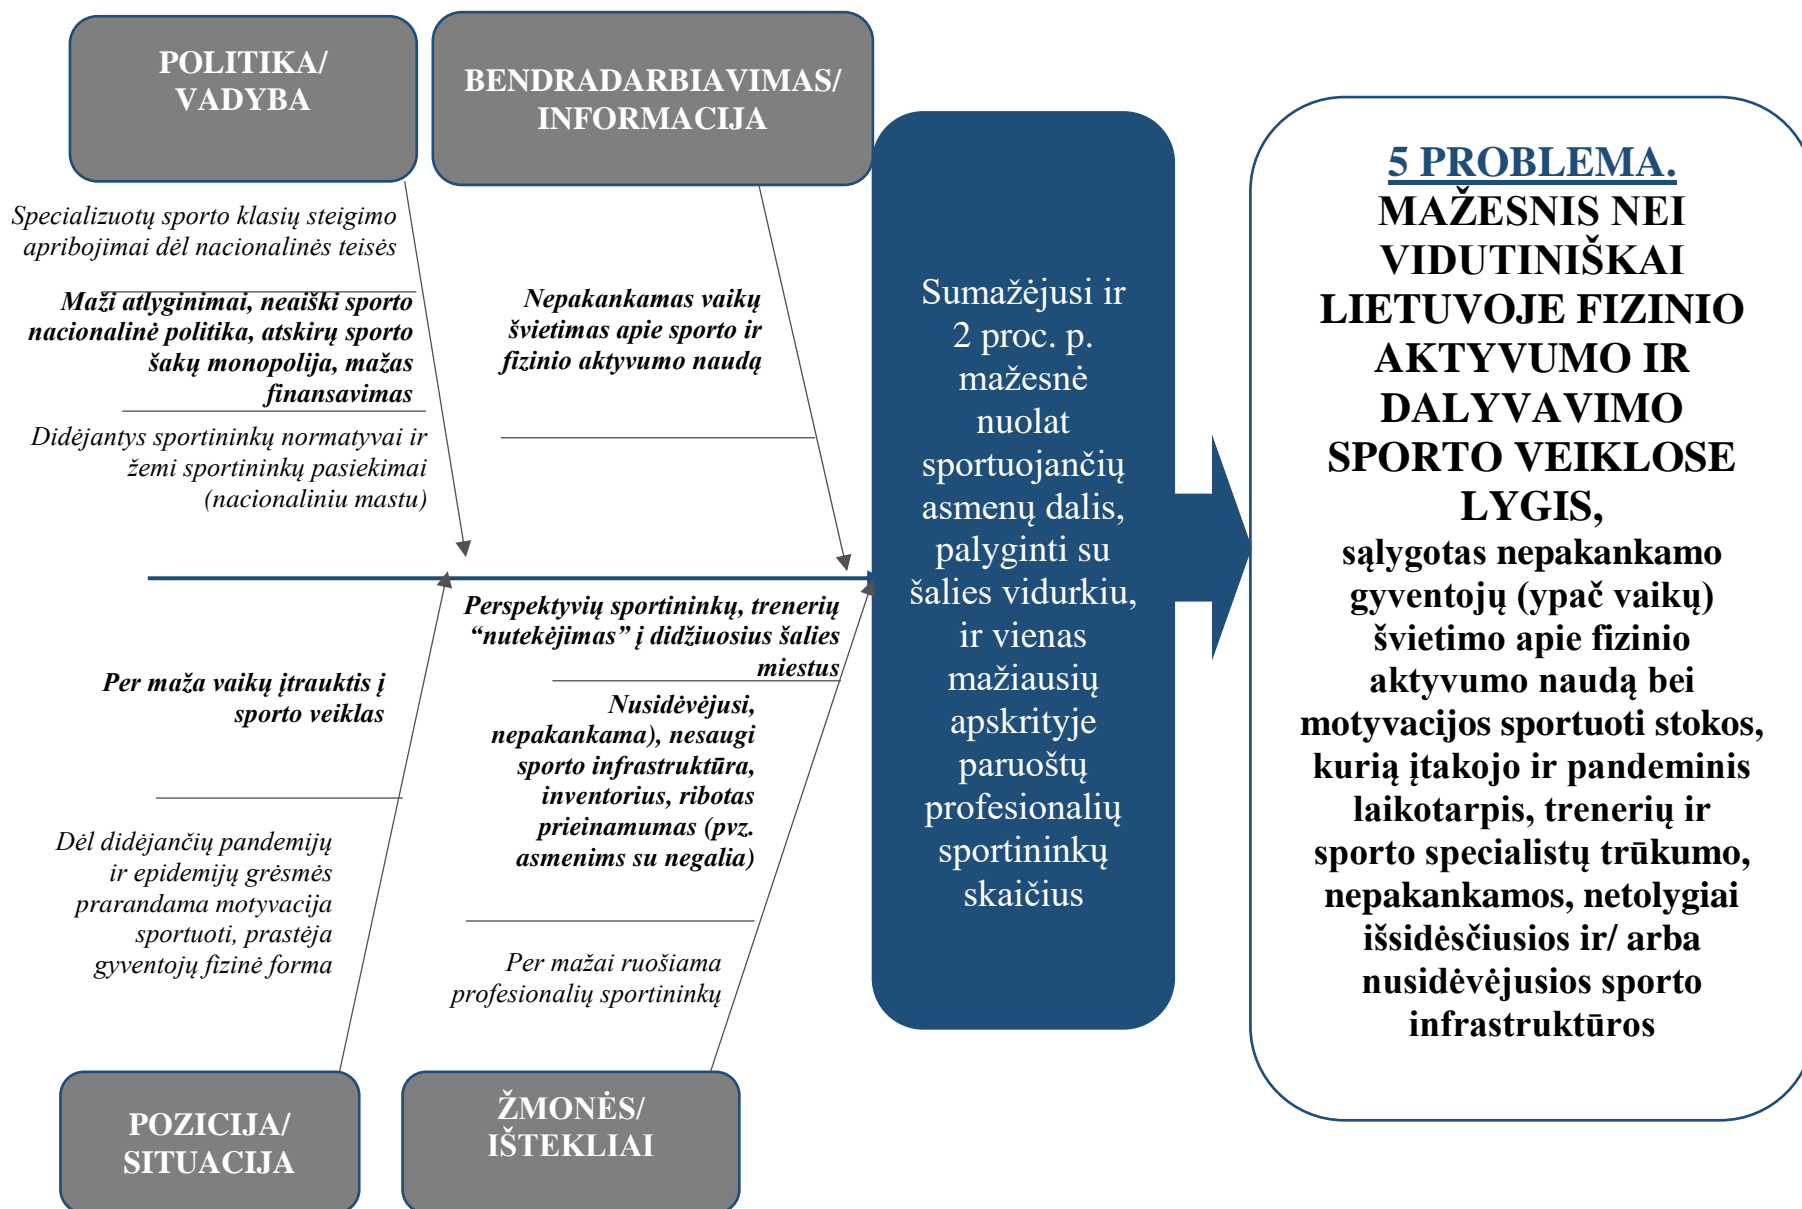 POLITIKA/
VADYBA
BENDRADARBIAVIMAS/
INFORMACIJA
Specializuotų sporto klasių steigimo
apribojimai dėl nacionalinės teisės
Maži atlyginimai, neaiški sporto
nacionalinė politika, atskirų sporto
šakų monopolija, mažas
finansavimas
Didėjantys sportininkų normatyvai ir
žemi sportininkų pasiekimai
(nacionaliniu mastu)
Nepakankamas vaikų
švietimas apie sporto ir
fizinio aktyvumo naudą
Per maža vaikų įtrauktis į
sporto veiklas
Dėl didėjančių pandemijų
ir epidemijų grėsmės
prarandama motyvacija
sportuoti, prastėja
gyventojų fizinė forma
Perspektyvių sportininkų, trenerių
“nutekėjimas” į didžiuosius šalies
miestus
Nusidėvėjusi,
nepakankama), nesaugi
sporto infrastruktūra,
inventorius, ribotas
prieinamumas (pvz.
asmenims su negalia)
Per mažai ruošiama
profesionalių sportininkų
POZICIJA/
SITUACIJA
ŽMONĖS/
IŠTEKLIAI
Sumažėjusi ir
2 proc. p.
mažesnė
nuolat
sportuojančių
asmenų dalis,
palyginti su
šalies vidurkiu,
ir vienas
mažiausių
apskrityje
paruoštų
profesionalių
sportininkų
skaičius
5 PROBLEMA.
MAŽESNIS NEI
VIDUTINIŠKAI
LIETUVOJE FIZINIO
AKTYVUMO IR
DALYVAVIMO
SPORTO VEIKLOSE
LYGIS,
sąlygotas nepakankamo
gyventojų (ypač vaikų)
švietimo apie fizinio
aktyvumo naudą bei
motyvacijos sportuoti stokos,
kurią įtakojo ir pandeminis
laikotarpis, trenerių ir
sporto specialistų trūkumo,
nepakankamos, netolygiai
išsidėsčiusios ir/ arba
nusidėvėjusios sporto
infrastruktūros